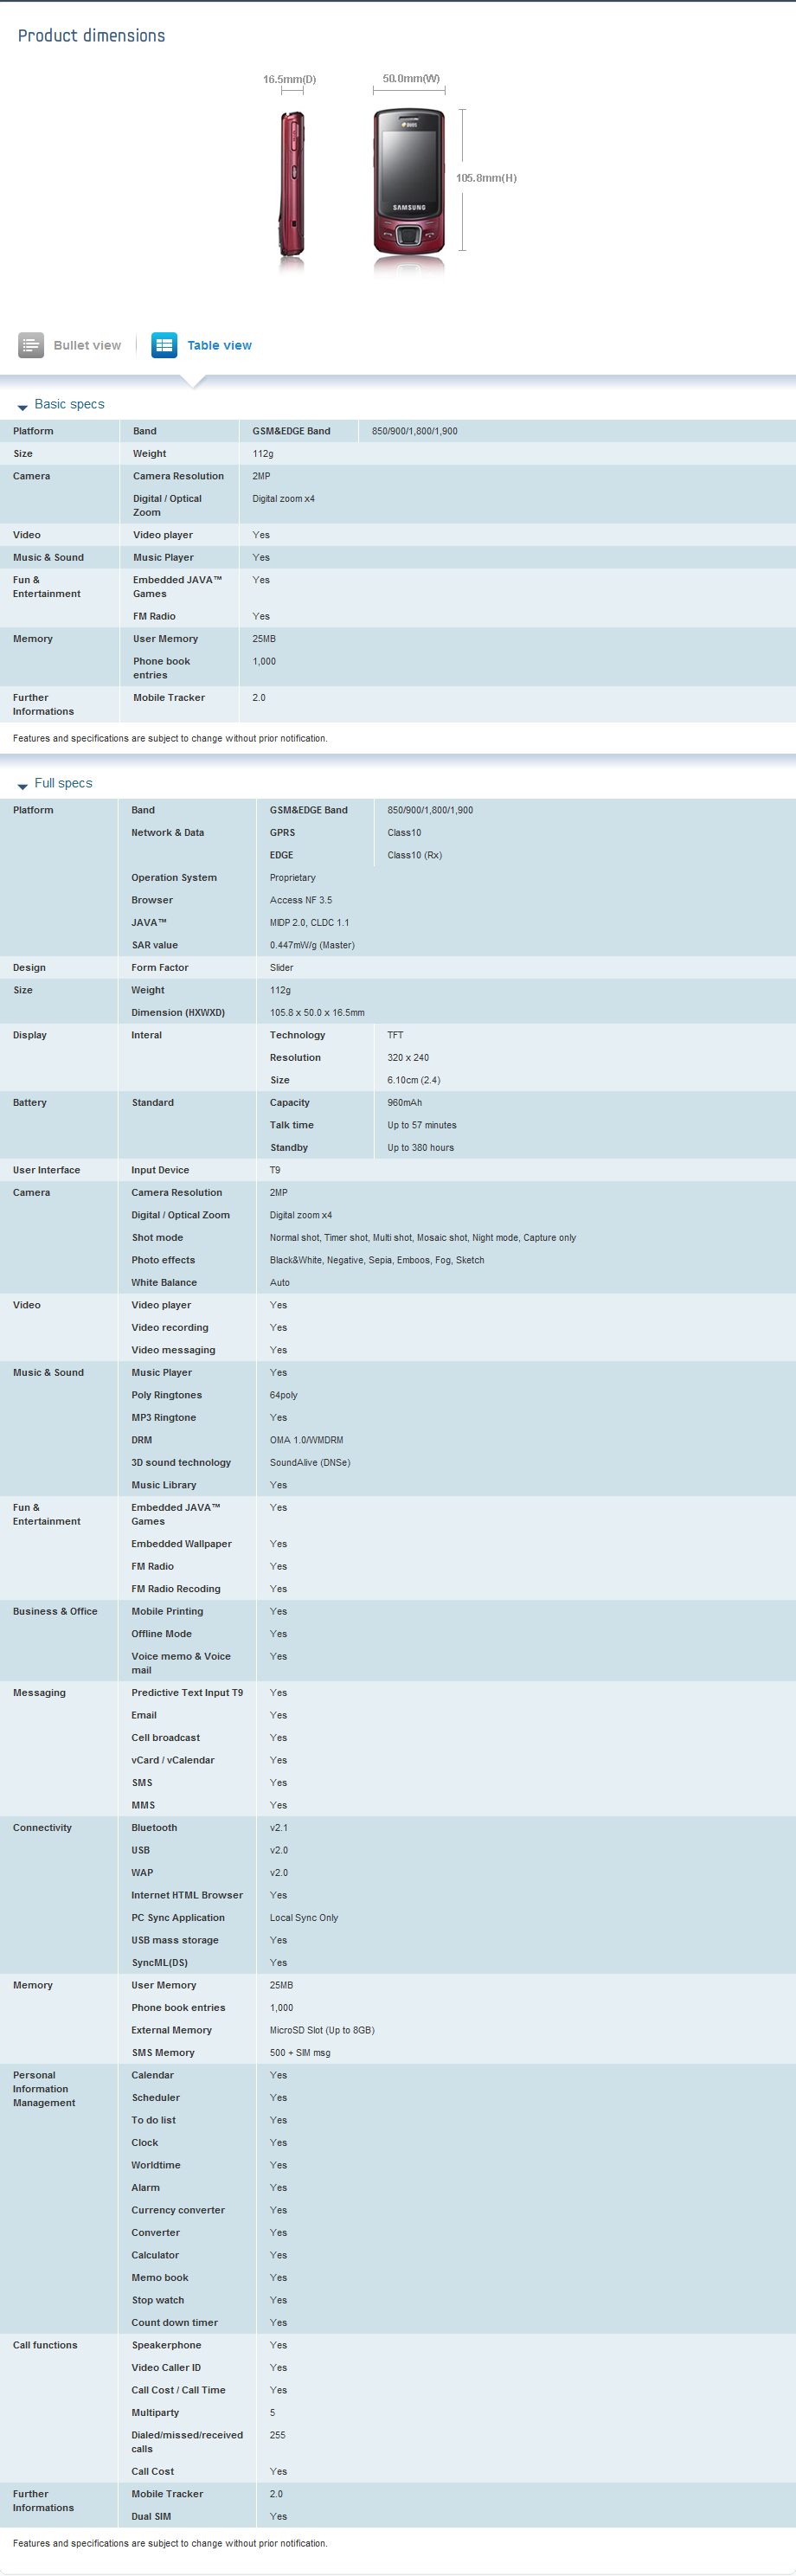 Product dimensions
16.5mm(D)
50.0mm(W)
DUOS
SAMSUNG
105.8mm(H)
Bullet view
Table view
Basic specs
Platform Band GSM&EDGE Band 850/900/1,800/1,900
Size Weight 112g
Camera Camera Resolution 2MP
Digital / Optical Digital zoom x4
Zoom
Video Video player Yes
Music & Sound Music Player Yes
Fun & Embedded JAVA™ Yes
Entertainment Games
FM Radio Yes
Memory User Memory 25MB
Phone book 1,000
entries
Further Mobile Tracker 2.0
Informations
Features and specifications are subject to change without prior notification.
Full specs
Platform Band GSM&EDGE Band 850/900/1,800/1,900
Network & Data GPRS Class10
EDGE Class10 (Rx)
Operation System Proprietary
Browser Access NF 3.5
JAVA™ MIDP 2.0, CLDC 1.1
SAR value 0.447mW/g (Master)
Design Form Factor Slider
Size Weight 112g
Dimension (HXWXD) 105.8 x 50.0 x 16.5mm
Display Interal Technology TFT
Resolution 320 x 240
Size 6.10cm (2.4)
Battery Standard Capacity 960mAh
Talk time Up to 57 minutes
Standby Up to 380 hours
User Interface Input Device T9
Camera Camera Resolution 2MP
Digital / Optical Zoom Digital zoom x4
Shot mode Normal shot, Timer shot, Multi shot, Mosaic shot, Night mode, Capture only
Photo effects Black&White, Negative, Sepia, Emboos, Fog, Sketch
White Balance Auto
Video Video player Yes
Video recording Yes
Video messaging Yes
Music & Sound Music Player Yes
Poly Ringtones 64poly
MP3 Ringtone Yes
DRM OMA 1.0/WMDRM
3D sound technology SoundAlive (DNSe)
Music Library Yes
Fun & Embedded JAVA™ Yes
Entertainment Games
Embedded Wallpaper Yes
FM Radio Yes
FM Radio Recoding Yes
Business & Office Mobile Printing Yes
Offline Mode Yes
Voice memo & Voice Yes
mail
Messaging Predictive Text Input T9 Yes
Email Yes
Cell broadcast Yes
vCard / vCalendar Yes
SMS Yes
MMS Yes
Connectivity Bluetooth v2.1
USB v2.0
WAP v2.0
Internet HTML Browser Yes
PC Sync Application Local Sync Only
USB mass storage Yes
SyncML(DS) Yes
Memory User Memory 25MB
Phone book entries 1,000
External Memory MicroSD Slot (Up to 8GB)
SMS Memory 500 + SIM msg
Personal Calendar Yes
Information
Management
Scheduler Yes
To do list Yes
Clock Yes
Worldtime Yes
Alarm Yes
Currency converter Yes
Converter Yes
Calculator Yes
Memo book Yes
Stop watch Yes
Count down timer Yes
Call functions Speakerphone Yes
Video Caller ID Yes
Call Cost / Call Time Yes
Multiparty 5
Dialed/missed/received 255
calls
Call Cost Yes
Further Mobile Tracker 2.0
Informations
Dual SIM Yes
Features and specifications are subject to change without prior notification.